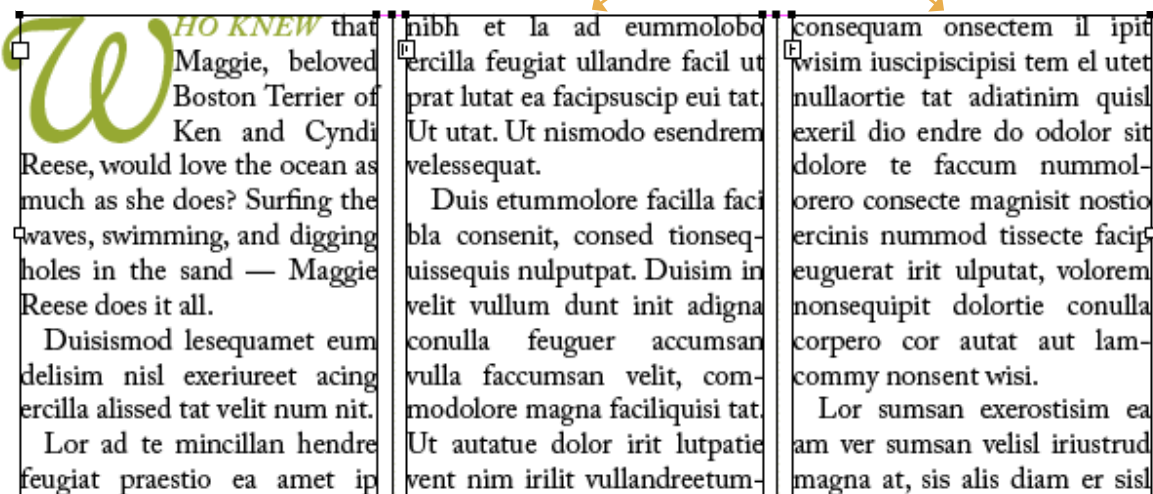 WHO KNEW that
Maggie, beloved
Boston Terrier of
Ken and Cyndi
Reese, would love the ocean as
much as she does? Surfing the
waves, swimming, and digging
holes in the sand — Maggie
Reese does it all.
Duisismod lesequamet eum
delisim nisl exeriureet acing
ercilla alissed tat velit num nit.
Lor ad te mincillan hendre
feugiat praestio ea amet ip
nibh et la ad eummolobo
ercilla feugiat ullandre facil ut
prat lutat ea facipsuscip eui tat.
Ut utat. Ut nismodo esendrem
velessequat.
Duis etummolore facilla faci
bla consenit, consed tionseq-
uissequis nulputpat. Duisim in
velit vullum dunt init adigna
conulla feuguer accumsan
vulla faccumsan velit, com-
modolore magna faciliquisi tat.
Ut autatue dolor irit lutpatie
vent nim irilit vullandreetum-
consequam onsectem il ipit
wisim iuscipiscipisi tem el utet
nullaortie tat adiatinim quisl
exeril dio endre do odolor sit
dolore te faccum nummol-
orero consecte magnisit nostio
ercinis nummod tissecte facip
euguerat irit ulputat, volorem
nonsequipit dolortie conulla
corpero cor autat aut lam-
commy nonsent wisi.
Lor sumsan exerostisim ea
am ver sumsan velisl iriustrud
magna at, sis alis diam er sisl